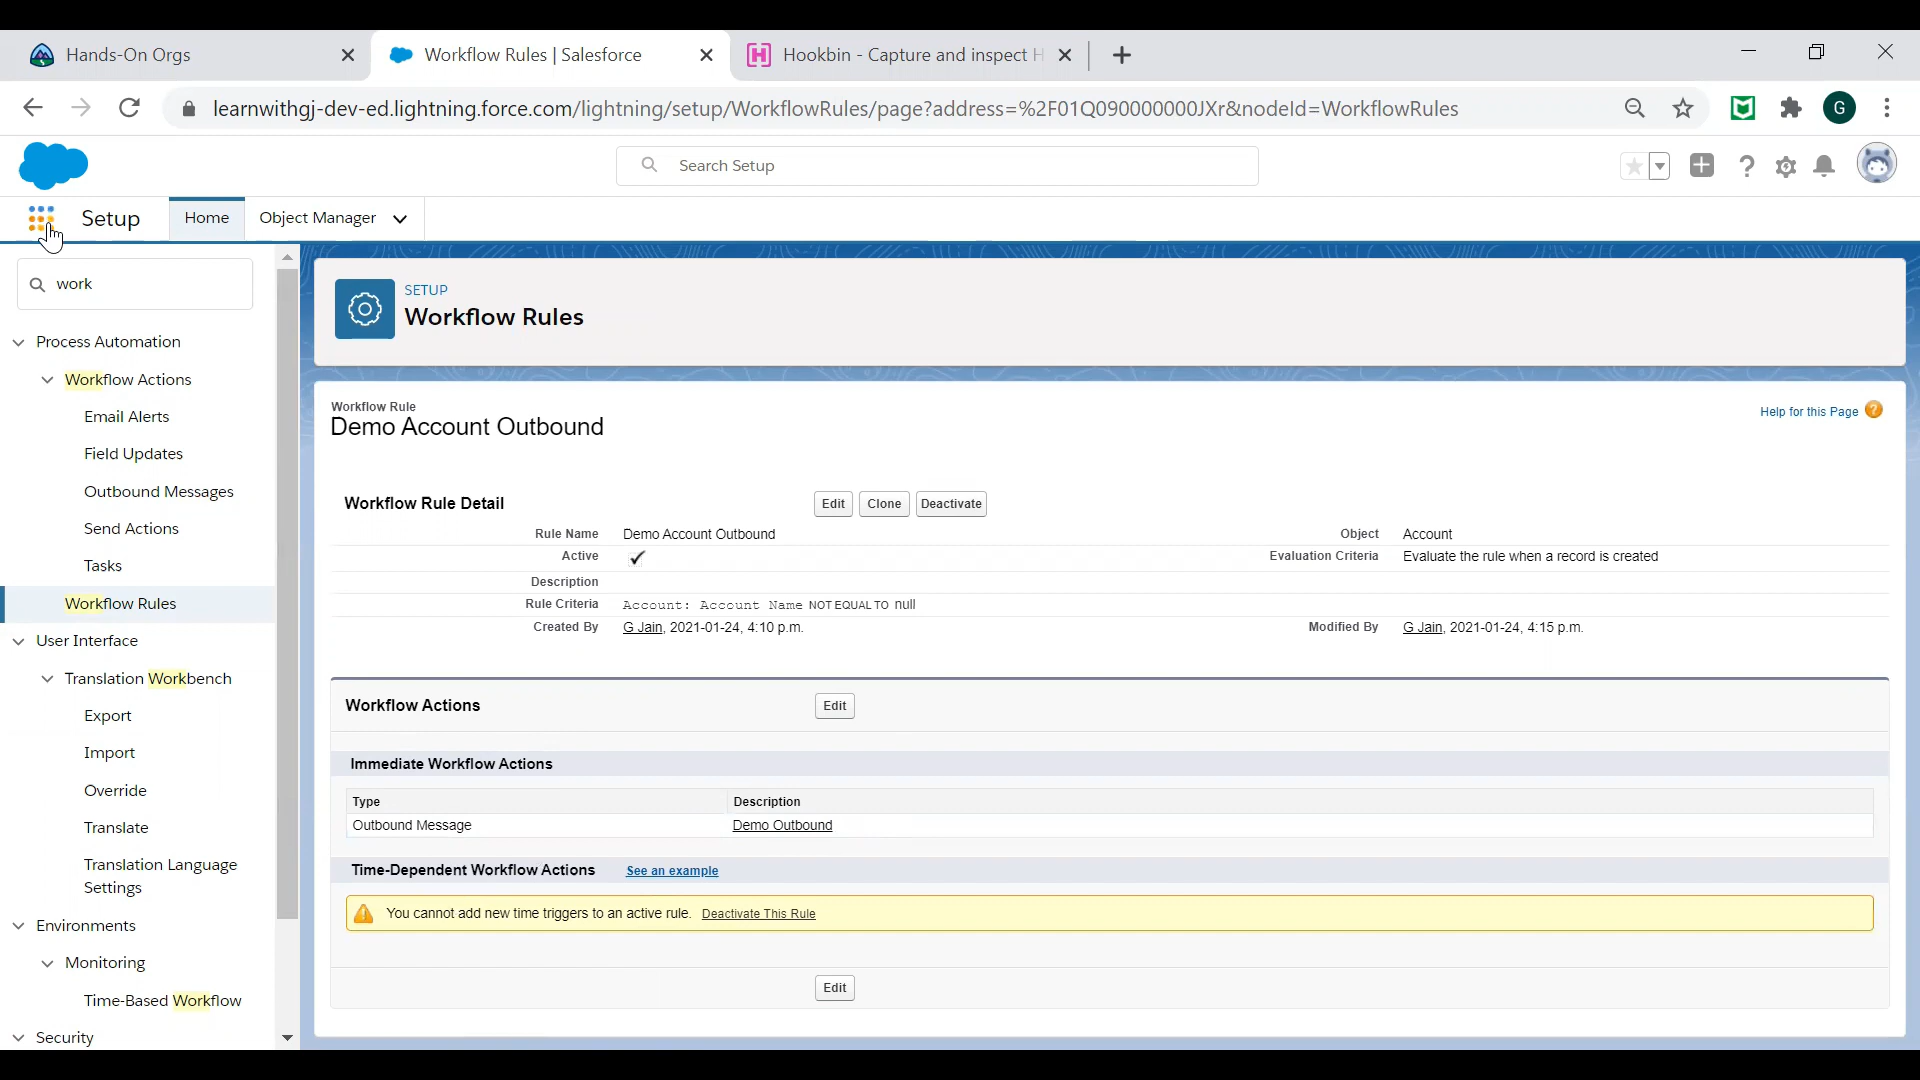 Hands-On Orgs
Workflow Rules | Salesforce
Hookbin - Capture and inspect H
learnwithgj-dev-ed.lightning.force.com/lightning/setup/WorkflowRules/page?address=%2F01Q090000000JXr&nodeId=WorkflowRules
G
Search Setup
Setup
Home
Object Manager
work
Process Automation
Workflow Actions
Email Alerts
Field Updates
Outbound Messages
Send Actions
Tasks
Workflow Rules
User Interface
Translation Workbench
Export
Import
Override
Translate
Translation Language
Settings
Environments
Monitoring
Time-Based Workflow
Security
SETUP
Workflow Rules
Workflow Rule
Demo Account Outbound
Help for this Page ?
Workflow Rule Detail Edit Clone Deactivate
Rule Name Demo Account Outbound Object Account
Active ✓ Evaluation Criteria Evaluate the rule when a record is created
Description
Rule Criteria Account: Account Name NOT EQUAL TO null
Created By G Jain, 2021-01-24, 4:10 p.m. Modified By G Jain, 2021-01-24, 4:15 p.m.
Workflow Actions Edit
Immediate Workflow Actions
Type Description
Outbound Message Demo Outbound
Time-Dependent Workflow Actions See an example
You cannot add new time triggers to an active rule. Deactivate This Rule
Edit